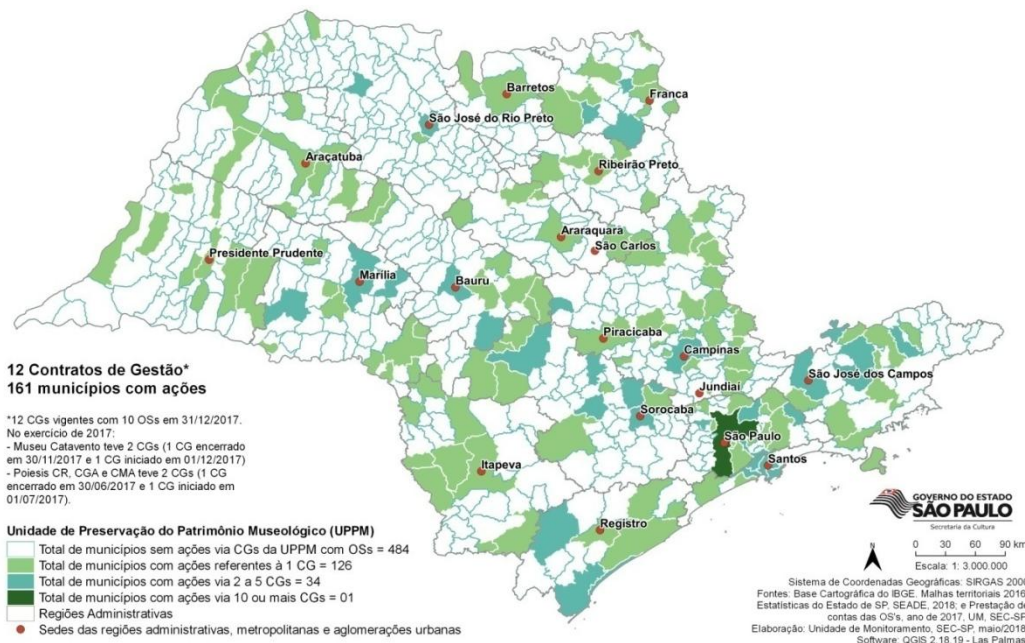 Barretos
Franca
São José do Rio Preto
Araçatuba
Ribeirão Preto
Araraquara
São Carlos
Presidente Prudente
Marília
Bauru
Piracicaba
Campinas
São José dos Campos
Jundiaí
Sorocaba
São Paulo
Santos
Itapeva
Registro
12 Contratos de Gestão*
161 municípios com ações
*12 CGs vigentes com 10 OSs em 31/12/2017.
No exercício de 2017:
- Museu Catavento teve 2 CGs (1 CG encerrado
em 30/11/2017 e 1 CG iniciado em 01/12/2017)
- Poiesis CR, CGA e CMA teve 2 CGs (1 CG
encerrado em 30/06/2017 e 1 CG iniciado em
01/07/2017).
Unidade de Preservação do Patrimônio Museológico (UPPM)
Total de municípios sem ações via CGs da UPPM com OSs = 484
Total de municípios com ações referentes à 1 CG = 126
Total de municípios com ações via 2 a 5 CGs = 34
Total de municípios com ações via 10 ou mais CGs = 01
Regiões Administrativas
Sedes das regiões administrativas, metropolitanas e aglomerações urbanas
GOVERNO DO ESTADO
SÃO PAULO
Secretaria da Cultura
N
0 30 60 90 km
Escala: 1: 3.000.000
Sistema de Coordenadas Geográficas: SIRGAS 200
Fontes: Base Cartográfica do IBGE. Malhas territoriais 2016
Estatísticas do Estado de SP, SEADE, 2018; e Prestação de
contas das OS's, ano de 2017, UM, SEC-SP
Elaboração: Unidade de Monitoramento, SEC-SP, maio/2018
Software: QGIS 2.18.19 - Las Palmas